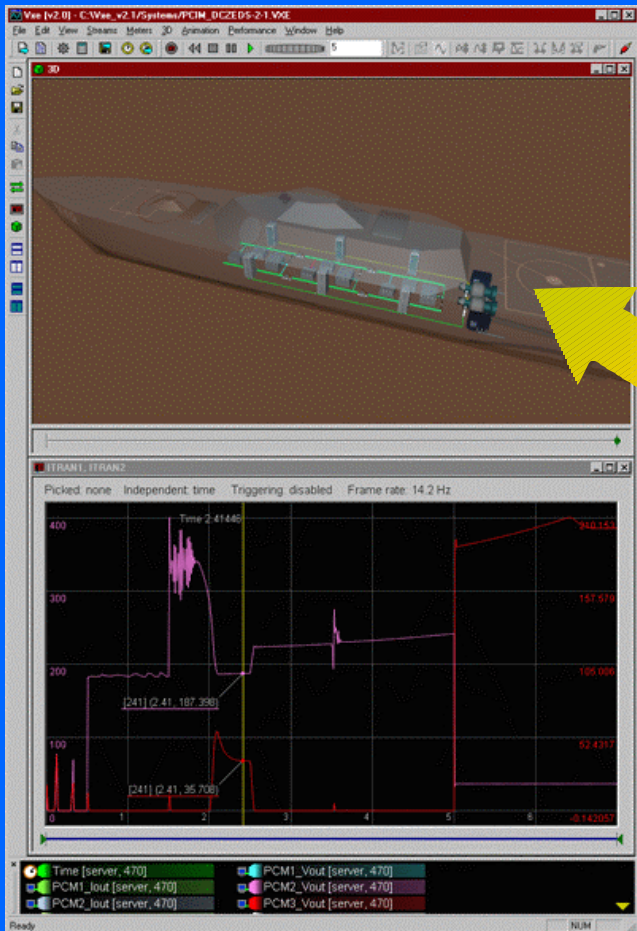 Vxe [v2.0] - C:\Vxe_v2.1/Systems/PCIM_DCZEDS-2-1.VXE
File Edit View Streams Meters 3D Animation Performance Window Help
5
3D
ITRAN1, ITRAN2
Picked: none Independent: time Triggering: disabled Frame rate: 14.2 Hz
400 Time 2.41446 210.153
300 157.579
200 105.006
[241] (2.41, 187.398)
100 52.4317
[241] (2.41, 35.708)
0 1 2 3 4 5 6 -0.142057
Time [server, 470] PCM1_Vout [server, 470]
PCM1_Iout [server, 470] PCM2_Vout [server, 470]
PCM2_Iout [server, 470] PCM3_Vout [server, 470]
Ready NUM